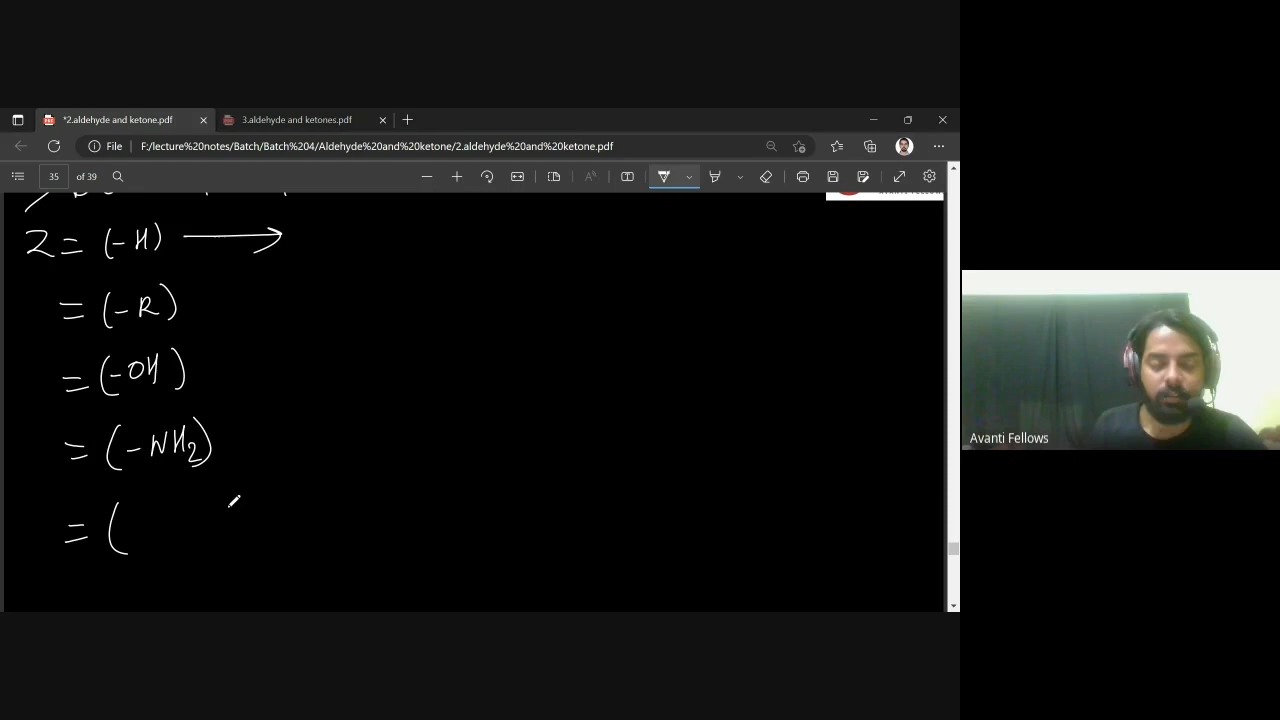 *2.aldehyde and ketone.pdf
3.aldehyde and ketones.pdf
File
F:/lecture%20notes/Batch/Batch%204/Aldehyde%20and%20ketone/2.aldehyde%20and%20ketone.pdf
35 of 39
Z = (-H) →
= (-R)
= (-OH)
= (-NH2)
= (
Avanti Fellows